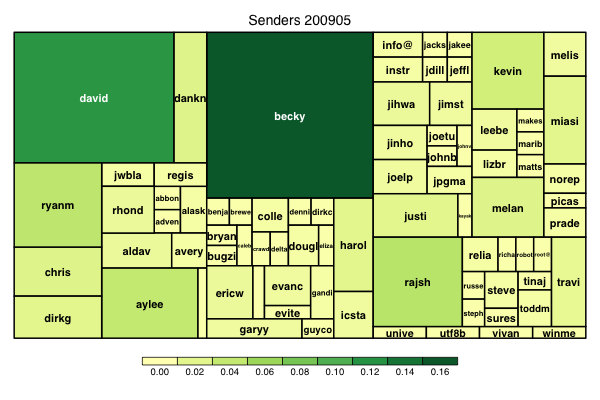 Senders 200905
david
dankn
becky
info@
jacks
jakee
instr
jdill
jeffl
kevin
melis
jihwa
jimst
miasi
jinho
joetu
johnb
leebe
makes
marib
lizbr
matts
joelp
jpgma
norep
picas
prade
justi
melan
ryanm
jwbla
regis
rhond
abbon
adven
alask
chris
dirkg
aldav
avery
aylee
benja
brewe
colle
denni
dirkc
bryan
bugzi
crawd
delta
dougl
eliza
harol
ericw
evanc
gandi
evite
garyy
guyco
icsta
rajsh
relia
richa
robot
root@
travi
russe
steve
tinaj
steph
sures
toddm
unive
utf8b
vivan
winme
0.00 0.02 0.04 0.06 0.08 0.10 0.12 0.14 0.16